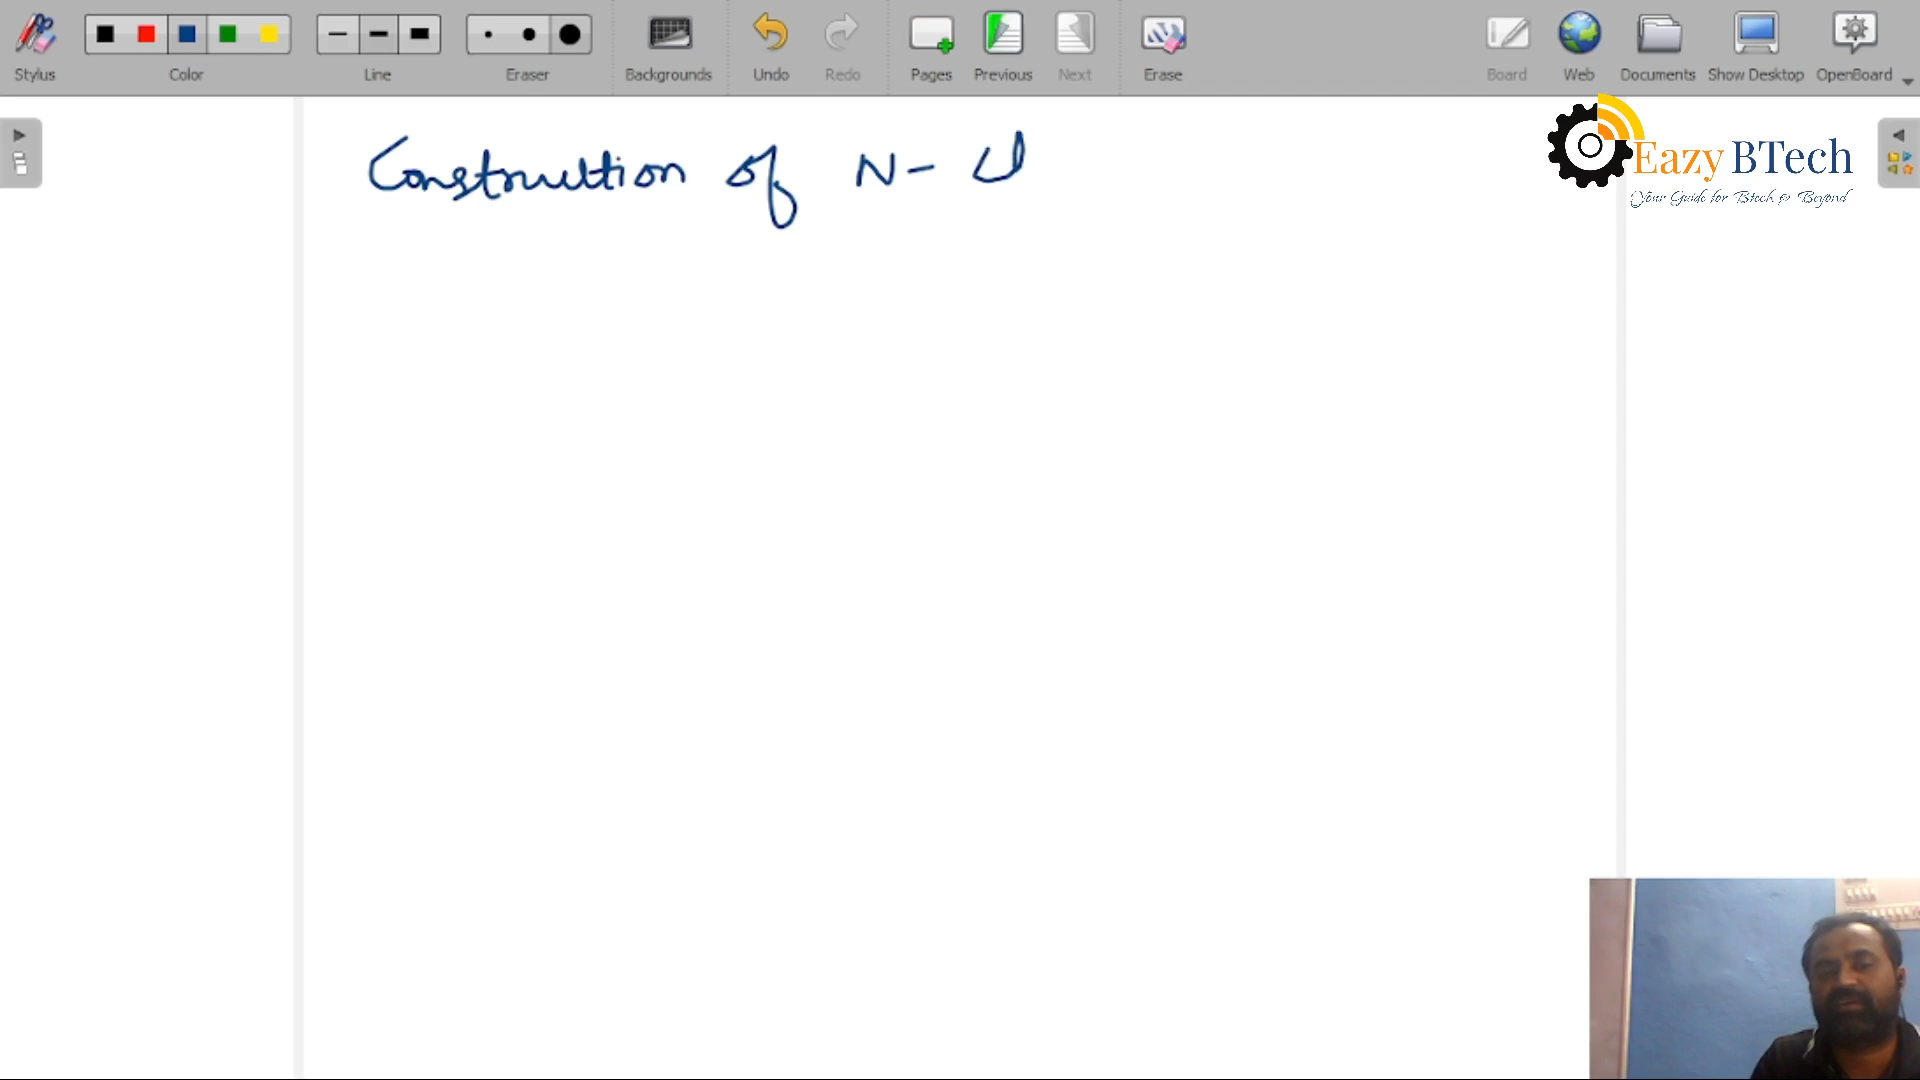 Stylus
Color
Line
Eraser
Backgrounds
Undo
Redo
Pages
Previous
Next
Erase
Board
Web
Documents
Show Desktop
OpenBoard
Eazy BTech
Your Guide for Btech & Beyond
Construction of N-